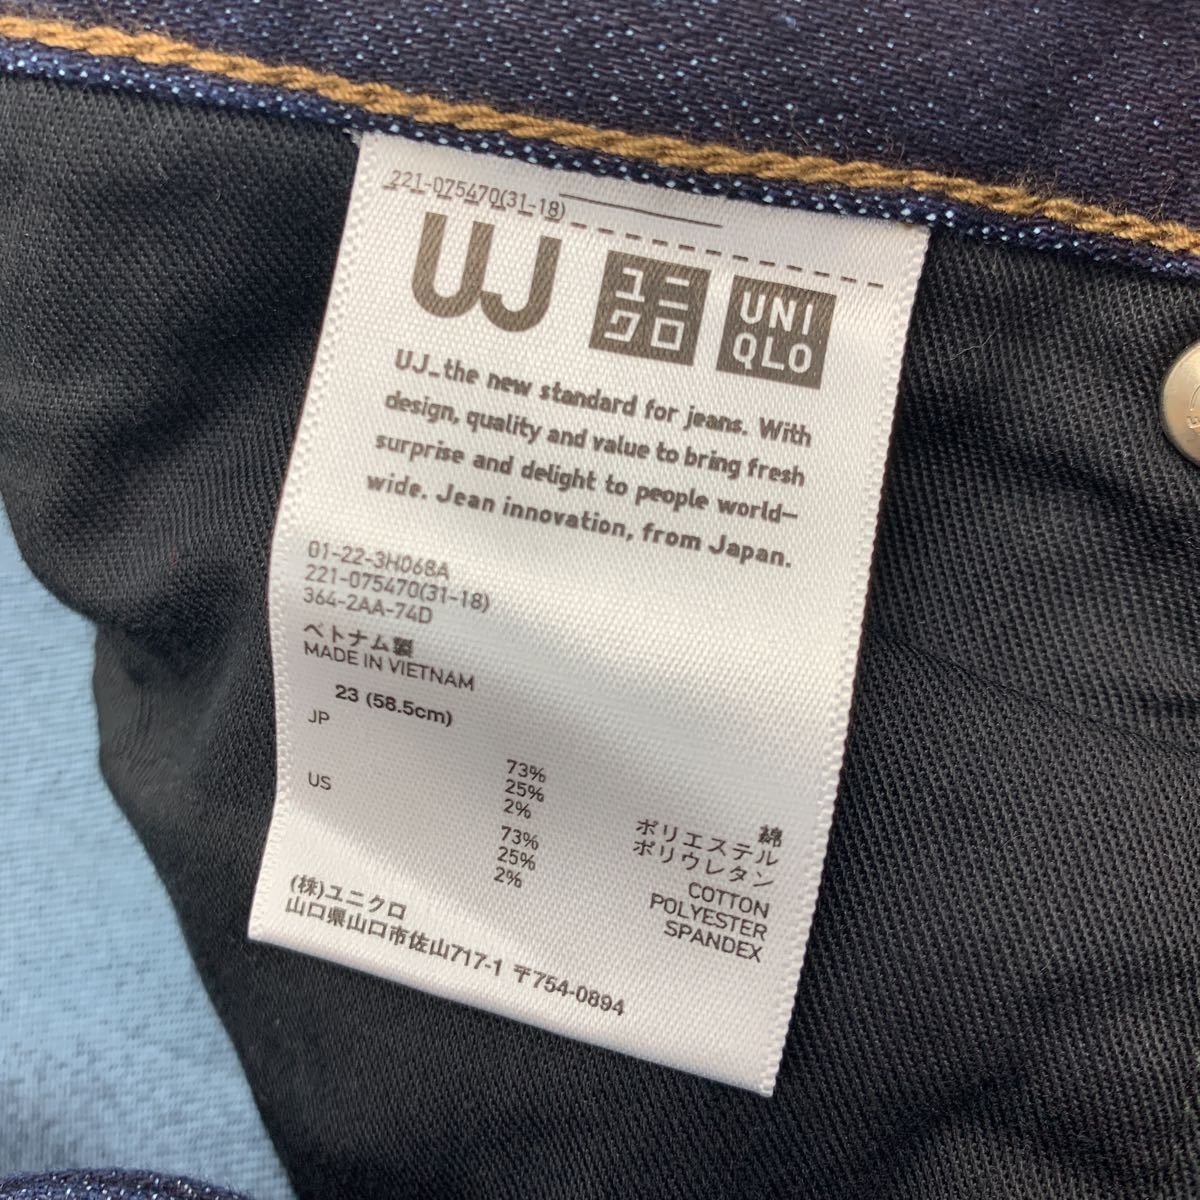 221-075470(31-18)
UJ ユニクロ UNIQLO
UJ_the new standard for jeans. With
design, quality and value to bring fresh
surprise and delight to people world-
wide. Jean innovation, from Japan.
01-22-3H068A
221-075470(31-18)
364-2AA-74D
ベトナム製
MADE IN VIETNAM
23 (58.5cm)
JP
73% 綿
25% ポリエステル
2% ポリウレタン
US
73% COTTON
25% POLYESTER
2% SPANDEX
(株)ユニクロ
山口県山口市佐山717-1 〒754-0894